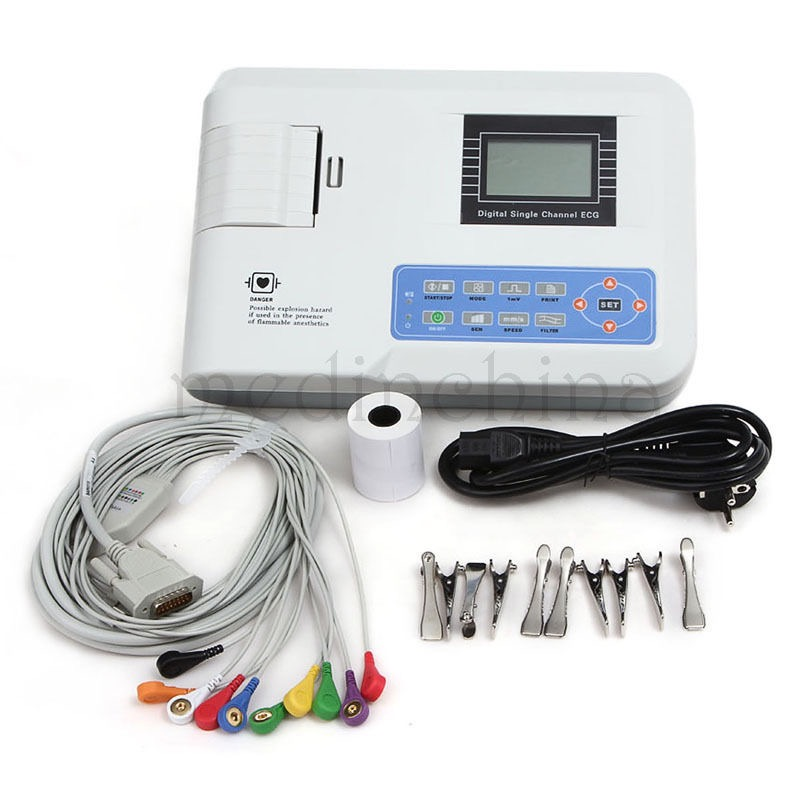 Digital Single Channel ECG
DANGER
Possible explosion hazard
if used in the presence
of flammable anesthetics
START/STOP MODE 1mV PRINT
SET
ON/OFF SEN mm/s SPEED FILTER
medinchina